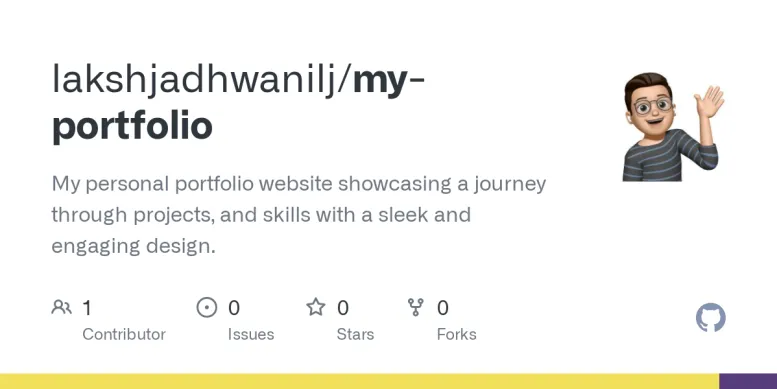 lakshjadhwanilj/my-
portfolio
My personal portfolio website showcasing a journey
through projects, and skills with a sleek and
engaging design.
1 0 0 0
Contributor Issues Stars Forks